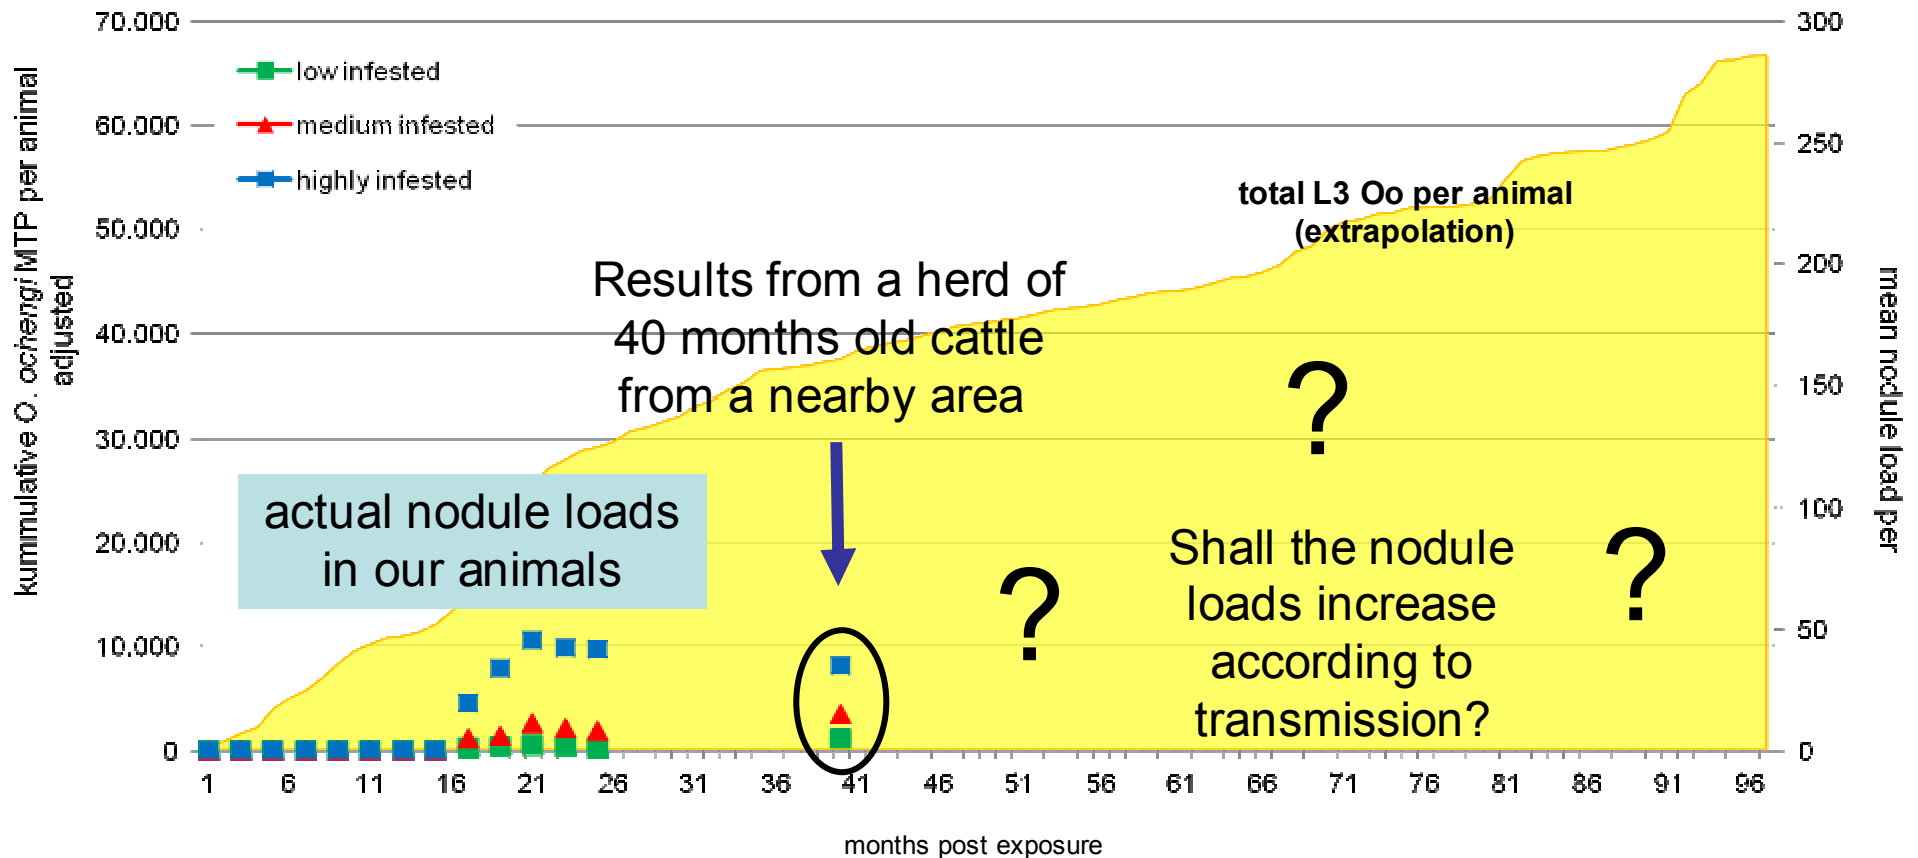 kummulative O. ochengi MTP per animal
adjusted
70.000
60.000
50.000
40.000
30.000
20.000
10.000
0
low infested
medium infested
highly infested
total L3 Oo per animal
(extrapolation)
Results from a herd of
40 months old cattle
from a nearby area
actual nodule loads
in our animals
?
?
?
Shall the nodule
loads increase
according to
transmission?
300
250
200
150
100
50
0
mean nodule load per
1 6 11 16 21 26 31 36 41 46 51 56 61 66 71 76 81 86 91 96
months post exposure